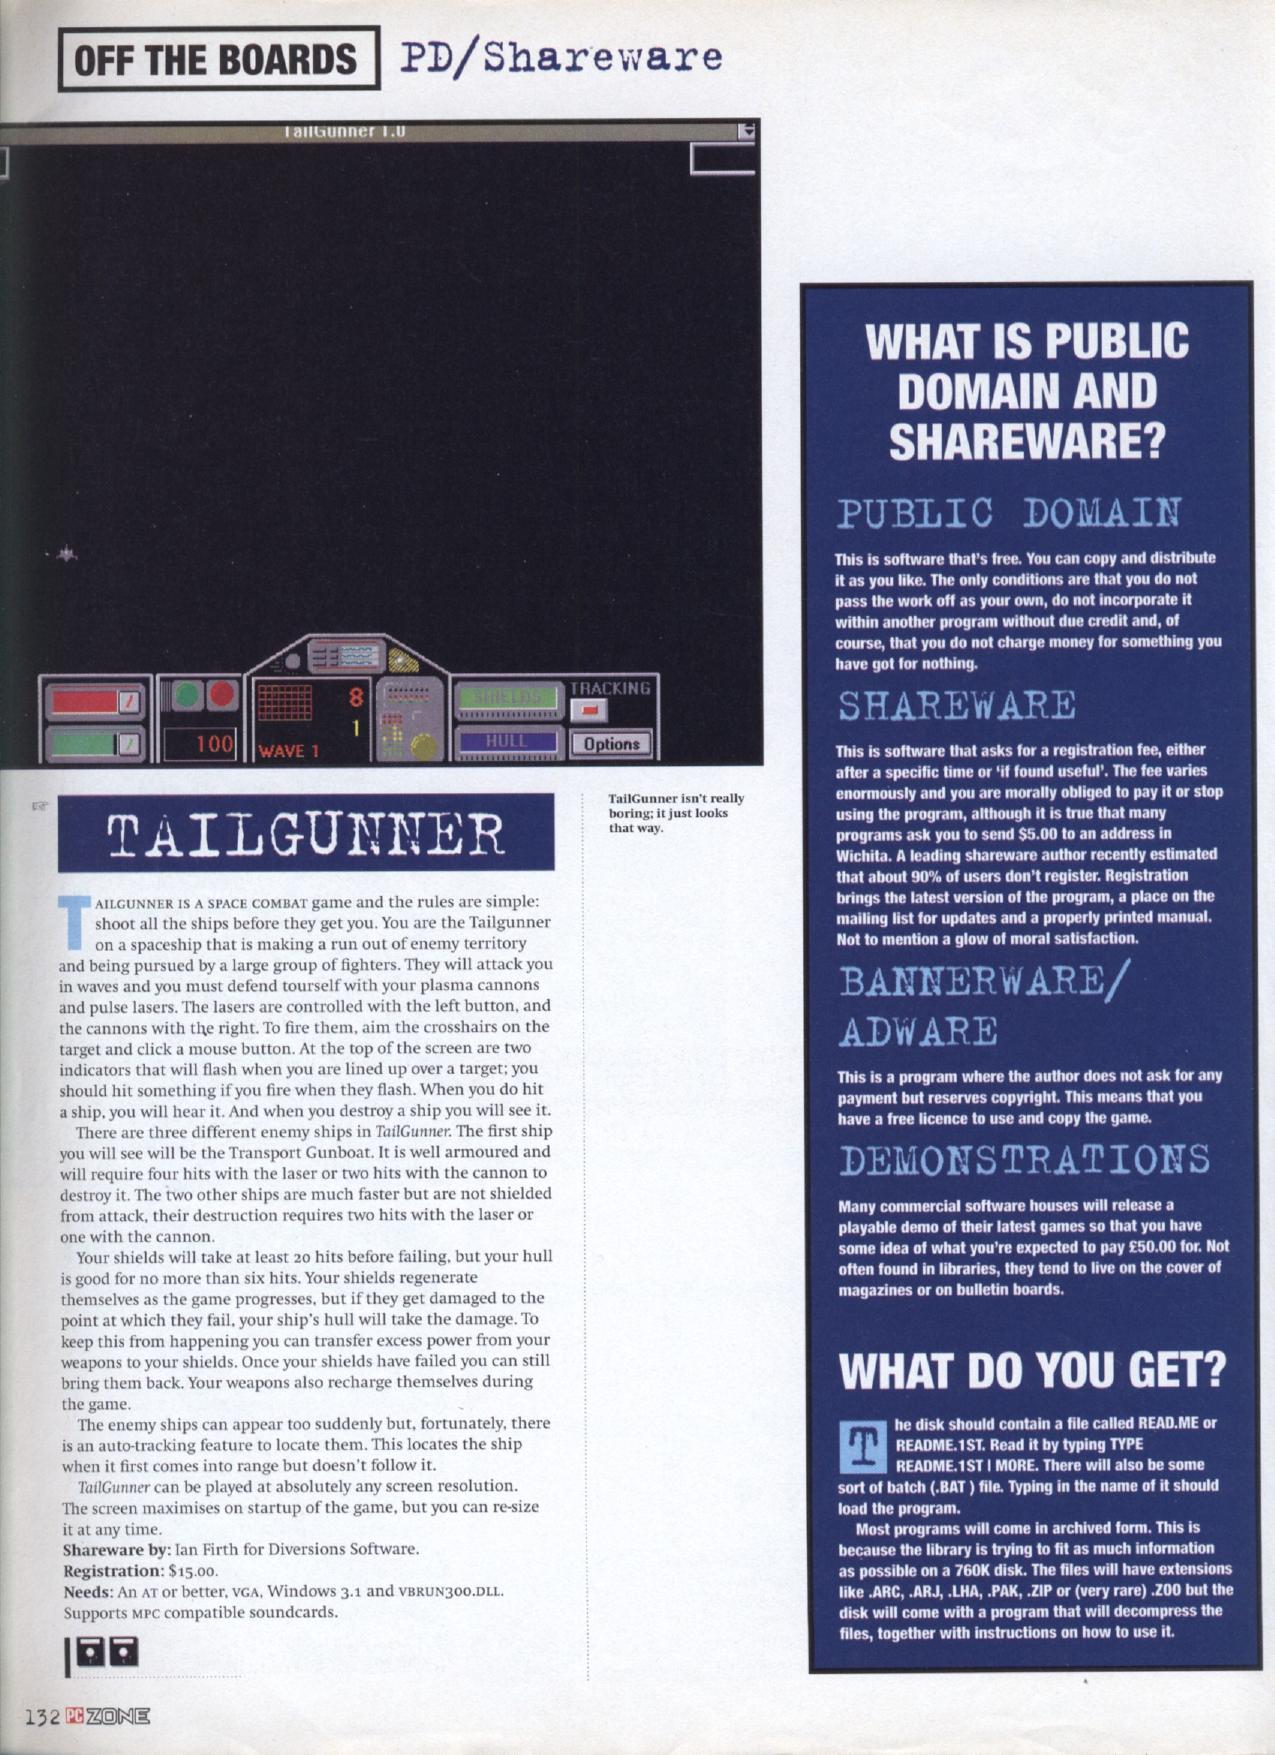 OFF THE BOARDS
PD/Shareware
TailGunner 1.0
8
1
100
WAVE 1
SHIELDS
HULL
TRACKING
Options
TAILGUNNER
TAILGUNNER IS A SPACE COMBAT game and the rules are simple:
shoot all the ships before they get you. You are the Tailgunner
on a spaceship that is making a run out of enemy territory
and being pursued by a large group of fighters. They will attack you
in waves and you must defend tourself with your plasma cannons
and pulse lasers. The lasers are controlled with the left button, and
the cannons with the right. To fire them, aim the crosshairs on the
target and click a mouse button. At the top of the screen are two
indicators that will flash when you are lined up over a target; you
should hit something if you fire when they flash. When you do hit
a ship, you will hear it. And when you destroy a ship you will see it.
There are three different enemy ships in TailGunner. The first ship
you will see will be the Transport Gunboat. It is well armoured and
will require four hits with the laser or two hits with the cannon to
destroy it. The two other ships are much faster but are not shielded
from attack, their destruction requires two hits with the laser or
one with the cannon.
Your shields will take at least 20 hits before failing, but your hull
is good for no more than six hits. Your shields regenerate
themselves as the game progresses, but if they get damaged to the
point at which they fail, your ship's hull will take the damage. To
keep this from happening you can transfer excess power from your
weapons to your shields. Once your shields have failed you can still
bring them back. Your weapons also recharge themselves during
the game.
The enemy ships can appear too suddenly but, fortunately, there
is an auto-tracking feature to locate them. This locates the ship
when it first comes into range but doesn't follow it.
TailGunner can be played at absolutely any screen resolution.
The screen maximises on startup of the game, but you can re-size
it at any time.
Shareware by: Ian Firth for Diversions Software.
Registration: $15.00.
Needs: An AT or better, VGA, Windows 3.1 and VBRUN300.DLL.
Supports MPC compatible soundcards.
TailGunner isn't really
boring; it just looks
that way.
WHAT IS PUBLIC
DOMAIN AND
SHAREWARE?
PUBLIC DOMAIN
This is software that's free. You can copy and distribute
it as you like. The only conditions are that you do not
pass the work off as your own, do not incorporate it
within another program without due credit and, of
course, that you do not charge money for something you
have got for nothing.
SHAREWARE
This is software that asks for a registration fee, either
after a specific time or 'if found useful'. The fee varies
enormously and you are morally obliged to pay it or stop
using the program, although it is true that many
programs ask you to send $5.00 to an address in
Wichita. A leading shareware author recently estimated
that about 90% of users don't register. Registration
brings the latest version of the program, a place on the
mailing list for updates and a properly printed manual.
Not to mention a glow of moral satisfaction.
BANNERWARE/
ADWARE
This is a program where the author does not ask for any
payment but reserves copyright. This means that you
have a free licence to use and copy the game.
DEMONSTRATIONS
Many commercial software houses will release a
playable demo of their latest games so that you have
some idea of what you're expected to pay £50.00 for. Not
often found in libraries, they tend to live on the cover of
magazines or on bulletin boards.
WHAT DO YOU GET?
The disk should contain a file called READ.ME or
README.1ST. Read it by typing TYPE
README.1ST | MORE. There will also be some
sort of batch (.BAT ) file. Typing in the name of it should
load the program.
Most programs will come in archived form. This is
because the library is trying to fit as much information
as possible on a 760K disk. The files will have extensions
like .ARC, .ARJ, .LHA, .PAK, .ZIP or (very rare) .ZOO but the
disk will come with a program that will decompress the
files, together with instructions on how to use it.
132 PC ZONE